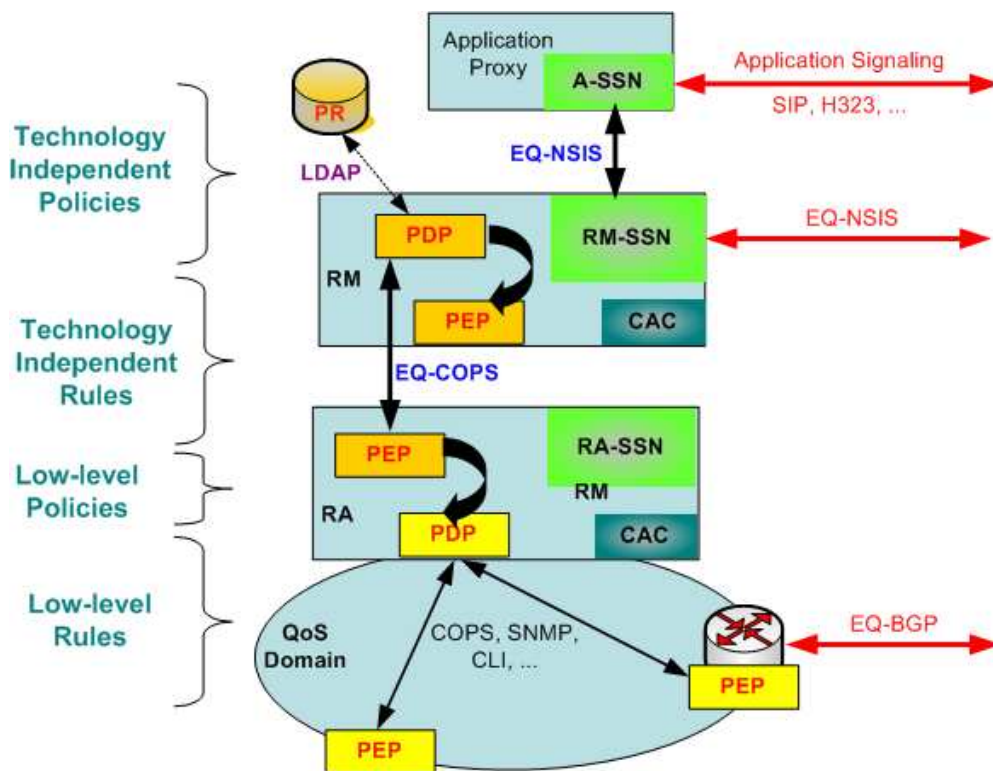 Application
Proxy
A-SSN
Application Signaling
SIP, H323, ...
PR
Technology
Independent
Policies
LDAP
EQ-NSIS
PDP
RM-SSN
EQ-NSIS
RM
PEP
CAC
Technology
Independent
Rules
EQ-COPS
PEP
RA-SSN
RM
Low-level
Policies
RA
PDP
CAC
Low-level
Rules
QoS
Domain
COPS, SNMP,
CLI, ...
EQ-BGP
PEP
PEP